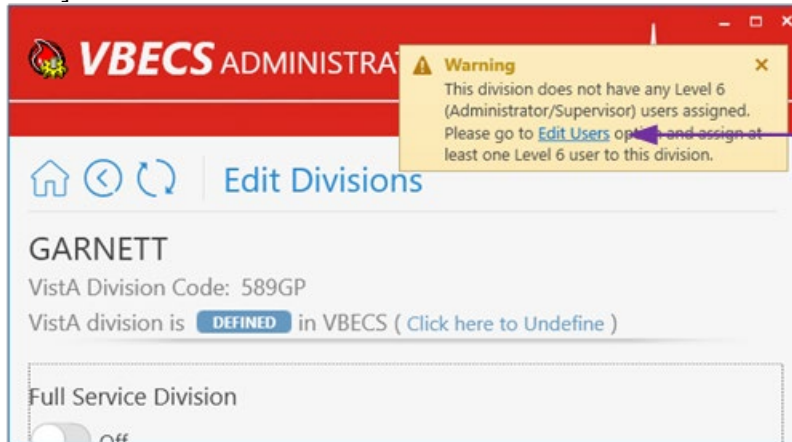 VBECS ADMINISTRA
Warning
This division does not have any Level 6
(Administrator/Supervisor) users assigned.
Please go to Edit Users option and assign at
least one Level 6 user to this division.
Edit Divisions
GARNETT
VistA Division Code: 589GP
VistA division is DEFINED in VBECS ( Click here to Undefine )
Full Service Division
Off